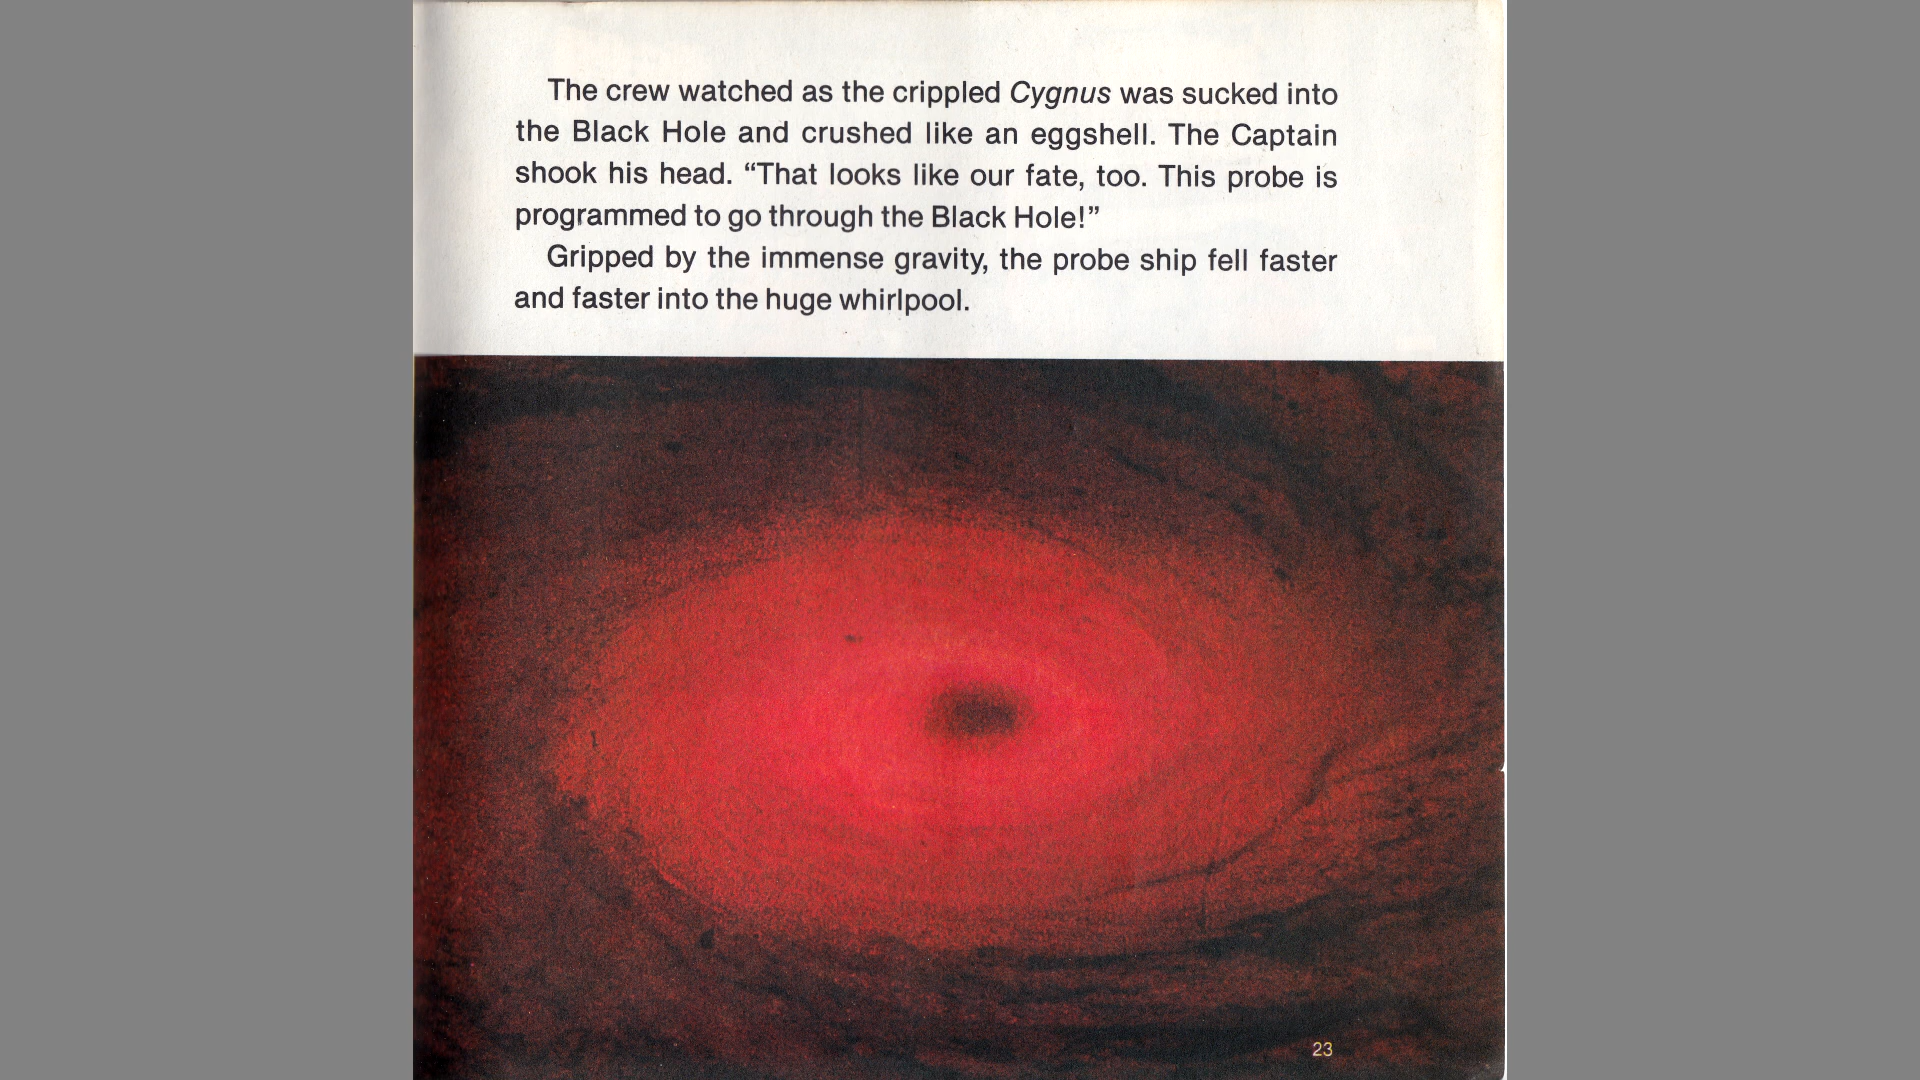 The crew watched as the crippled Cygnus was sucked into
the Black Hole and crushed like an eggshell. The Captain
shook his head. “That looks like our fate, too. This probe is
programmed to go through the Black Hole!”
Gripped by the immense gravity, the probe ship fell faster
and faster into the huge whirlpool.
23